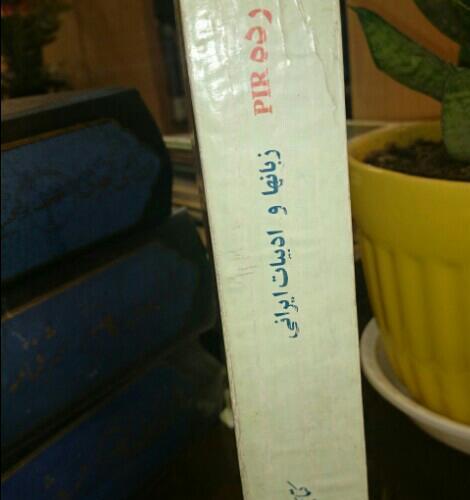 رده PIR
زبانها و ادبیات ایرانی